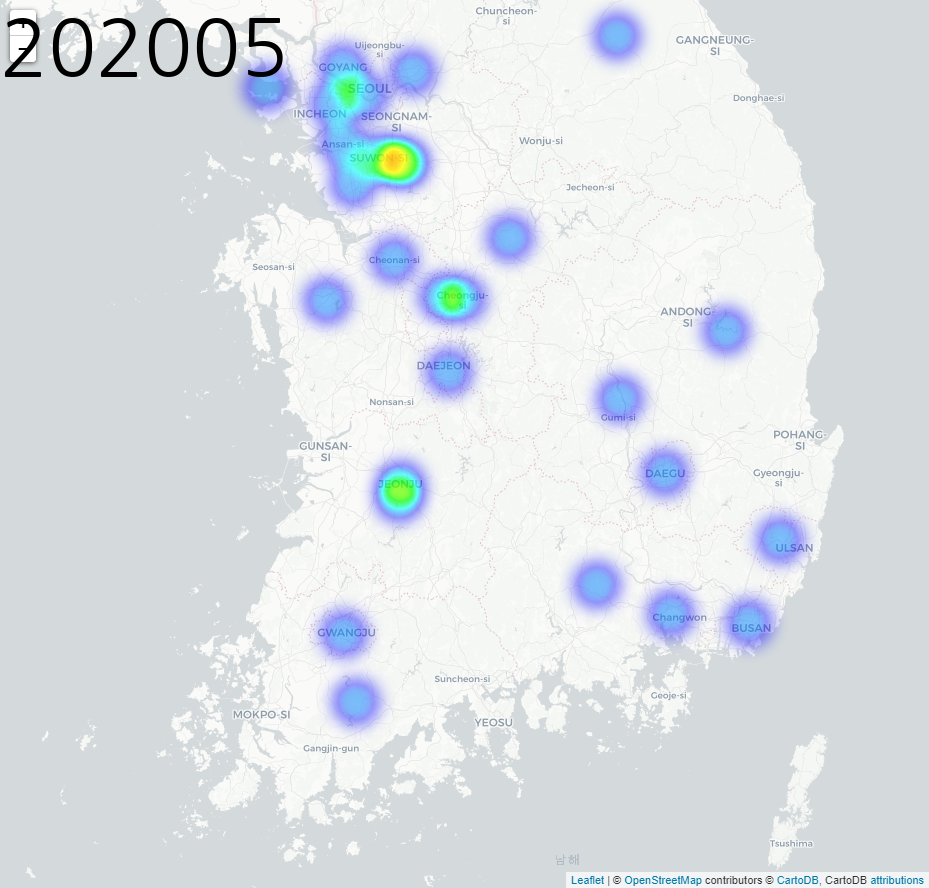 202005
Chuncheon-
si
GANGNEUNG-
SI
Uijeongbu-
si
GOYANG
SEOUL
Donghae-si
INCHEON
SEONGNAM-
SI
Ansan-si
Wonju-si
SUWON-SI
Jecheon-si
Cheonan-si
Seosan-si
Cheongju-
si
ANDONG-
SI
DAEJEON
Nonsan-si
Gumi-si
GUNSAN-
SI
POHANG-
SI
JEONJU
DAEGU
Gyeongju-
si
ULSAN
Changwon
BUSAN
GWANGJU
Suncheon-si
Geoje-si
MOKPO-SI
YEOSU
Gangjin-gun
Tsushima
남해
Leaflet | © OpenStreetMap contributors © CartoDB, CartoDB attributions